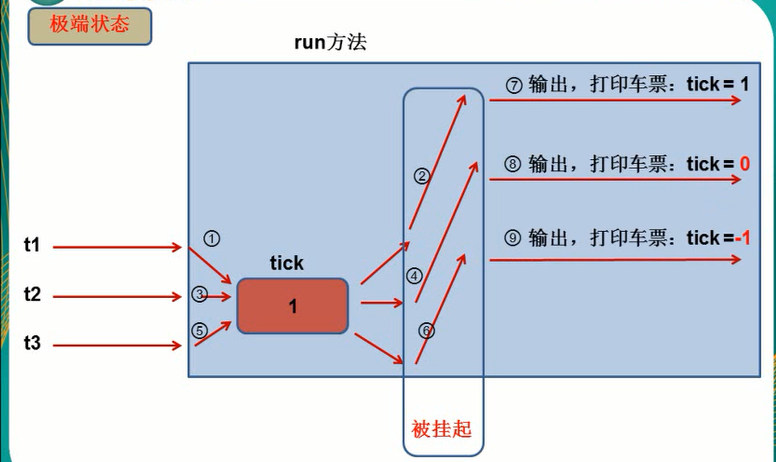 极端状态
run方法
⑦ 输出，打印车票：tick = 1
② 
⑧ 输出，打印车票：tick = 0
① 
⑨ 输出，打印车票：tick =-1
t1
tick
④
t2
③
1
t3
⑤
⑥
被挂起